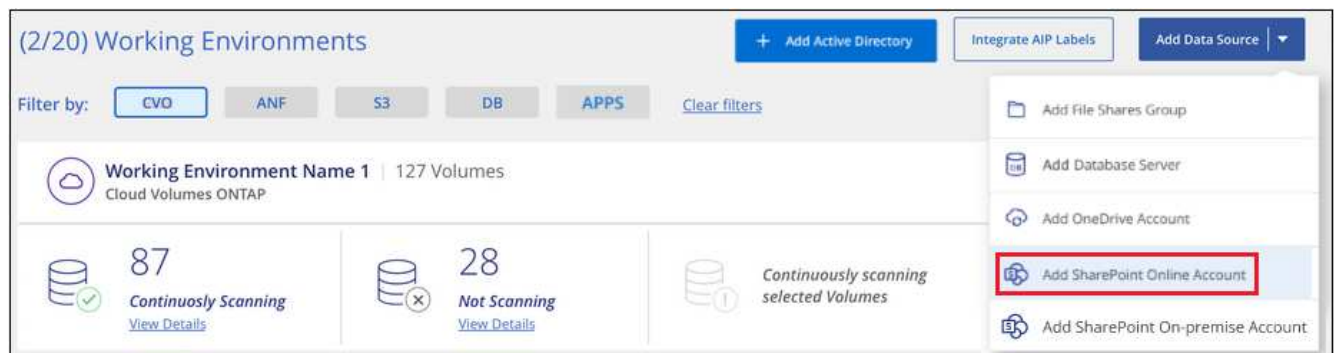 (2/20) Working Environments
+ Add Active Directory
Integrate AIP Labels
Add Data Source
Filter by:
CVO
ANF
S3
DB
APPS
Clear filters
Add File Shares Group
DB
Add Database Server
Add OneDrive Account
Add SharePoint Online Account
Add SharePoint On-premise Account
Working Environment Name 1 | 127 Volumes
Cloud Volumes ONTAP
87
Continuosly Scanning
View Details
28
Not Scanning
View Details
Continuously scanning
selected Volumes